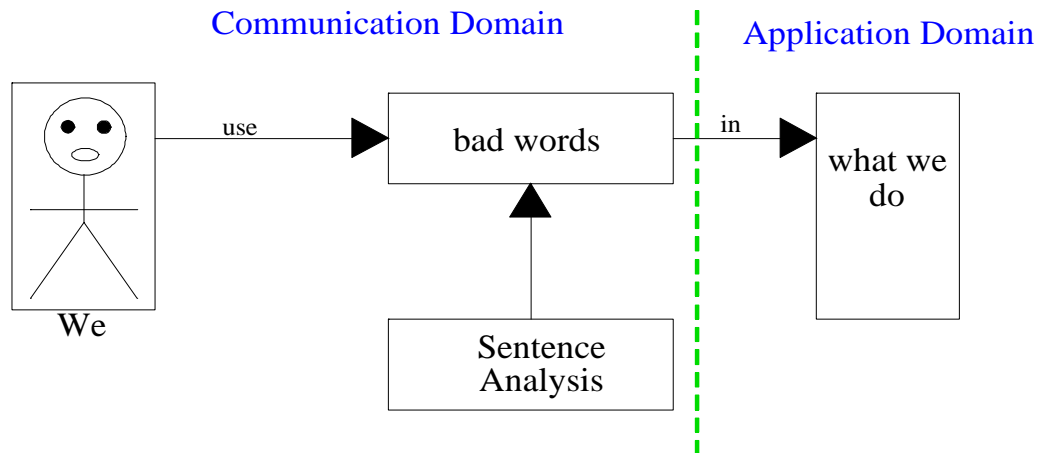 Communication Domain
Application Domain
use
bad words
in
what we
do
We
Sentence
Analysis